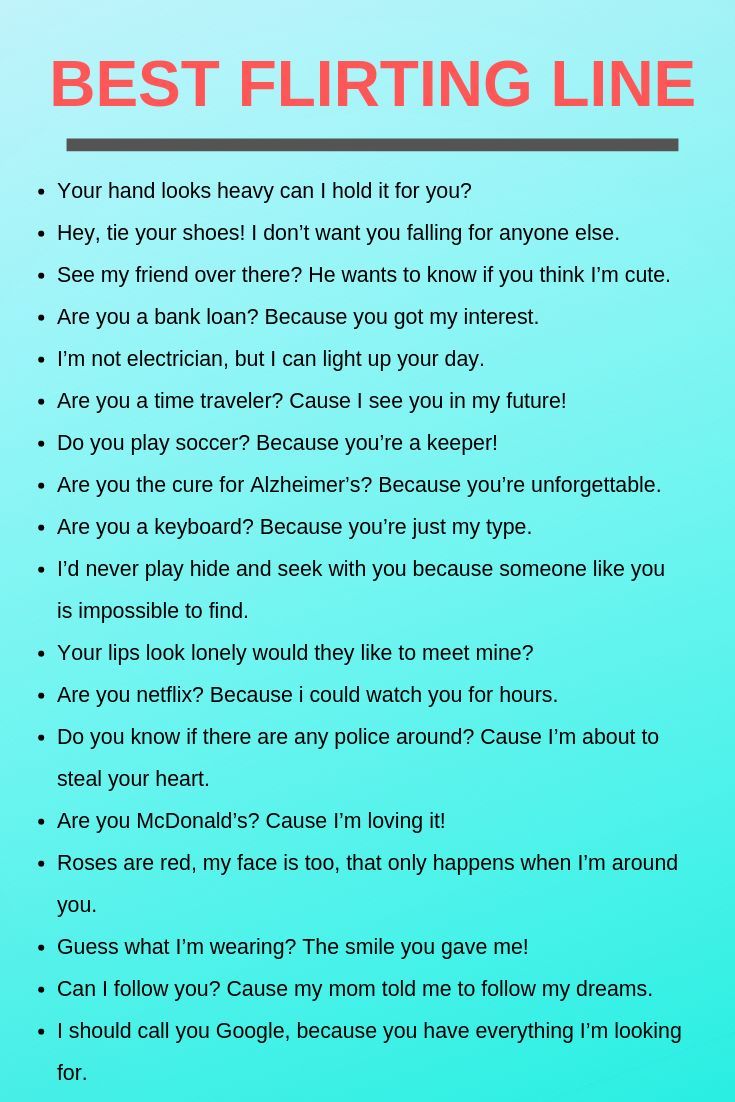 BEST FLIRTING LINE
• Your hand looks heavy can I hold it for you?
• Hey, tie your shoes! I don’t want you falling for anyone else.
• See my friend over there? He wants to know if you think I’m cute.
• Are you a bank loan? Because you got my interest.
• I’m not electrician, but I can light up your day.
• Are you a time traveler? Cause I see you in my future!
• Do you play soccer? Because you’re a keeper!
• Are you the cure for Alzheimer’s? Because you’re unforgettable.
• Are you a keyboard? Because you’re just my type.
• I’d never play hide and seek with you because someone like you
is impossible to find.
• Your lips look lonely would they like to meet mine?
• Are you netflix? Because i could watch you for hours.
• Do you know if there are any police around? Cause I’m about to
steal your heart.
• Are you McDonald’s? Cause I’m loving it!
• Roses are red, my face is too, that only happens when I’m around
you.
• Guess what I’m wearing? The smile you gave me!
• Can I follow you? Cause my mom told me to follow my dreams.
• I should call you Google, because you have everything I’m looking
for.